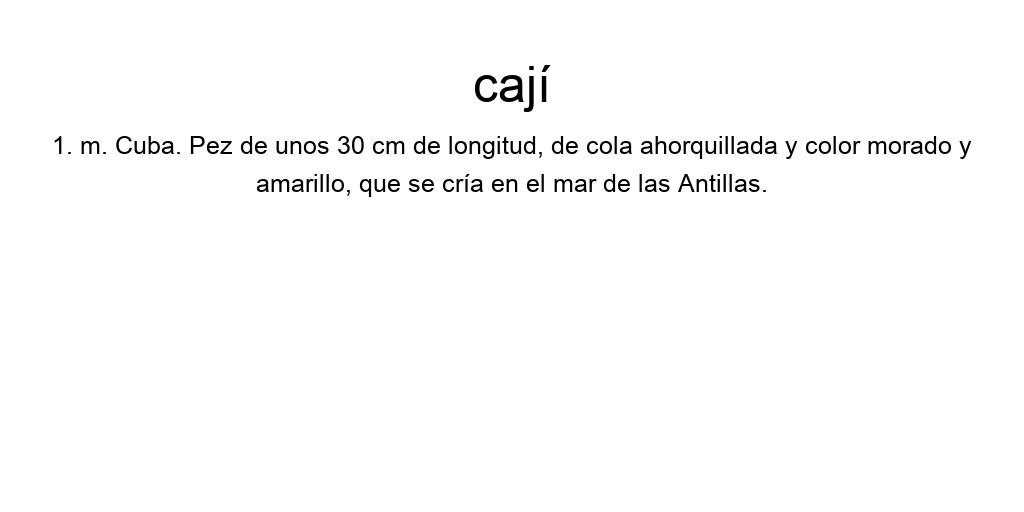 cají
1. m. Cuba. Pez de unos 30 cm de longitud, de cola ahorquillada y color morado y
amarillo, que se cría en el mar de las Antillas.